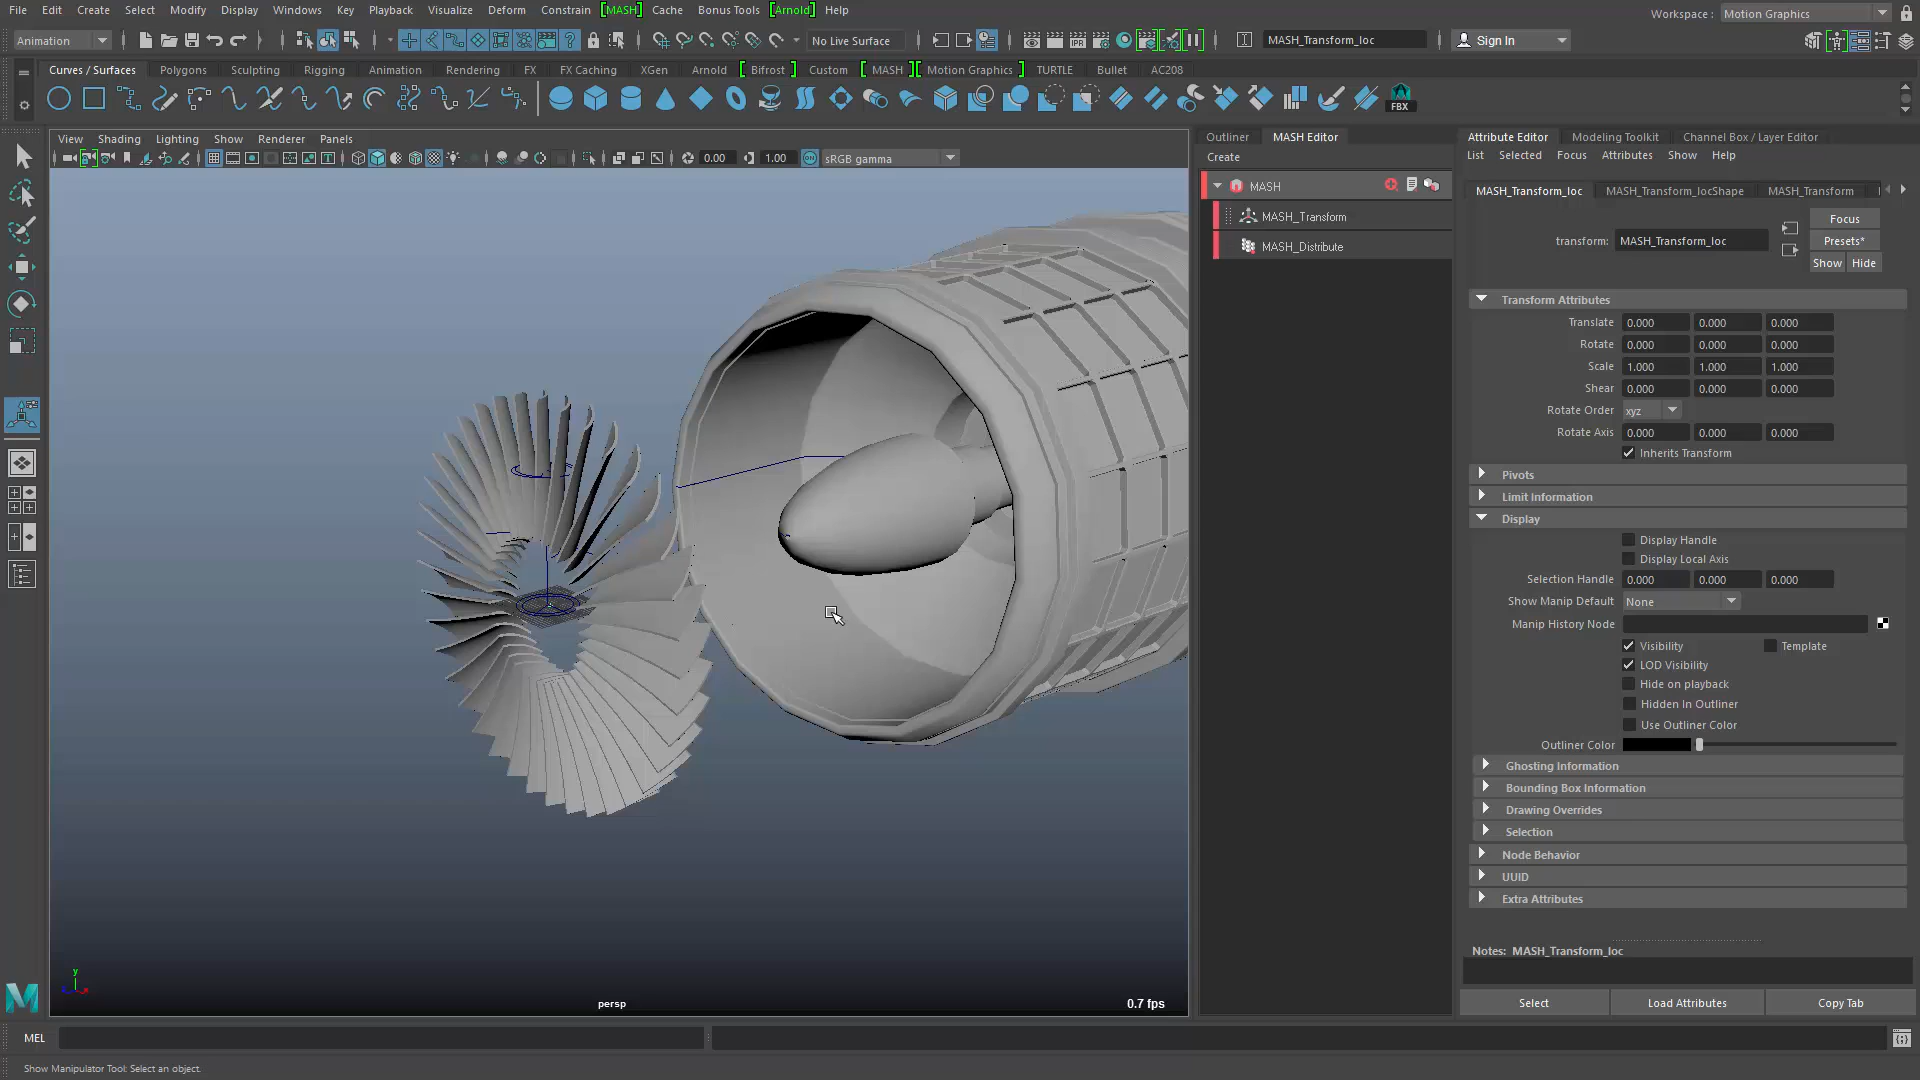 File Edit Create Select Modify Display Windows Key Playback Visualize Deform Constrain [MASH] Cache Bonus Tools [Arnold] Help
Workspace : Motion Graphics
Animation
No Live Surface
MASH_Transform_loc
Sign In
Curves / Surfaces Polygons Sculpting Rigging Animation Rendering FX FX Caching XGen Arnold [ Bifrost ] Custom [ MASH ] [ Motion Graphics ] TURTLE Bullet AC208
FBX
View Shading Lighting Show Renderer Panels
0.00 1.00 sRGB gamma
persp
0.7 fps
y
Outliner MASH Editor
Create
MASH
MASH_Transform
MASH_Distribute
Attribute Editor Modeling Toolkit Channel Box / Layer Editor
List Selected Focus Attributes Show Help
MASH_Transform_loc MASH_Transform_locShape MASH_Transform
transform: MASH_Transform_loc
Focus
Presets*
Show Hide
Transform Attributes
Translate 0.000 0.000 0.000
Rotate 0.000 0.000 0.000
Scale 1.000 1.000 1.000
Shear 0.000 0.000 0.000
Rotate Order xyz
Rotate Axis 0.000 0.000 0.000
Inherits Transform
Pivots
Limit Information
Display
Display Handle
Display Local Axis
Selection Handle 0.000 0.000 0.000
Show Manip Default None
Manip History Node
Visibility Template
LOD Visibility
Hide on playback
Hidden In Outliner
Use Outliner Color
Outliner Color
Ghosting Information
Bounding Box Information
Drawing Overrides
Selection
Node Behavior
UUID
Extra Attributes
Notes: MASH_Transform_loc
Select Load Attributes Copy Tab
MEL
Show Manipulator Tool: Select an object.